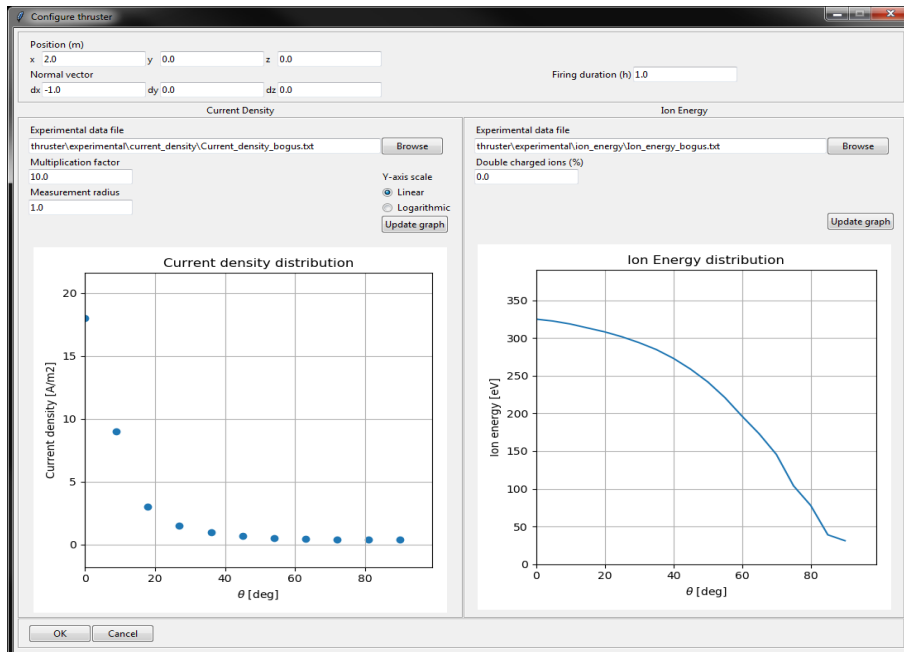 Configure thruster
Position (m)
x 2.0 y 0.0 z 0.0
Normal vector
Firing duration (h) 1.0
dx -1.0 dy 0.0 dz 0.0
Current Density
Experimental data file
thruster\experimental\current_density\Current_density_bogus.txt Browse
Multiplication factor
10.0 Y-axis scale
Measurement radius Linear
1.0 Logarithmic
Update graph
Current density distribution
20
15
10
5
0
Current density [A/m2]
0 20 40 60 80
θ [deg]
Ion Energy
Experimental data file
thruster\experimental\ion_energy\Ion_energy_bogus.txt Browse
Double charged ions (%)
0.0
Update graph
Ion Energy distribution
350
300
250
200
150
100
50
0
Ion energy [eV]
0 20 40 60 80
θ [deg]
OK Cancel